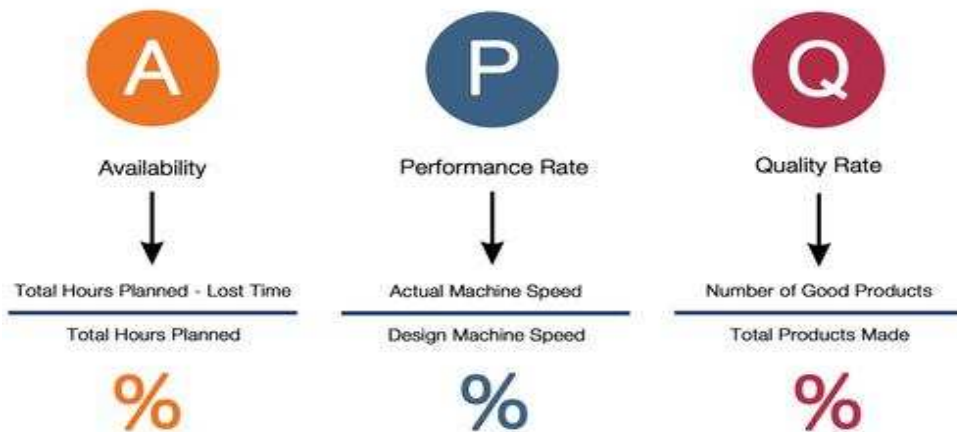 A
P
Q
Availability
Performance Rate
Quality Rate
Total Hours Planned - Lost Time
Actual Machine Speed
Number of Good Products
Total Hours Planned
Design Machine Speed
Total Products Made
%
%
%